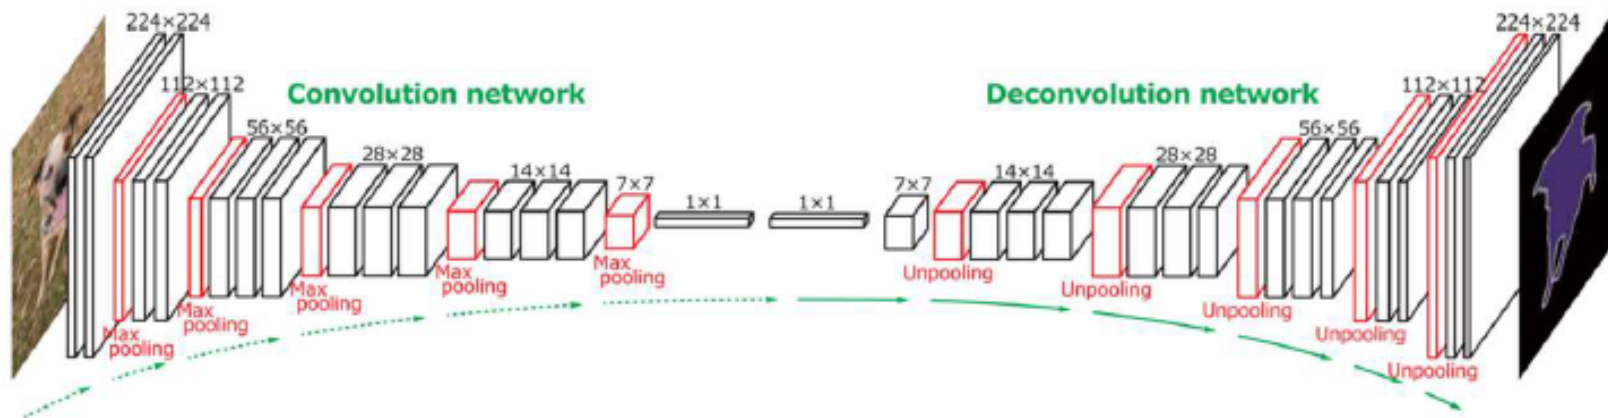 224×224
112×112
Convolution network
56×56
28×28
14×14
7×7
1×1
1×1
Deconvolution network
7×7
14×14
28×28
56×56
112×112
224×224
Max
pooling
Max
pooling
Max
pooling
Max
pooling
Max
pooling
Unpooling
Unpooling
Unpooling
Unpooling
Unpooling